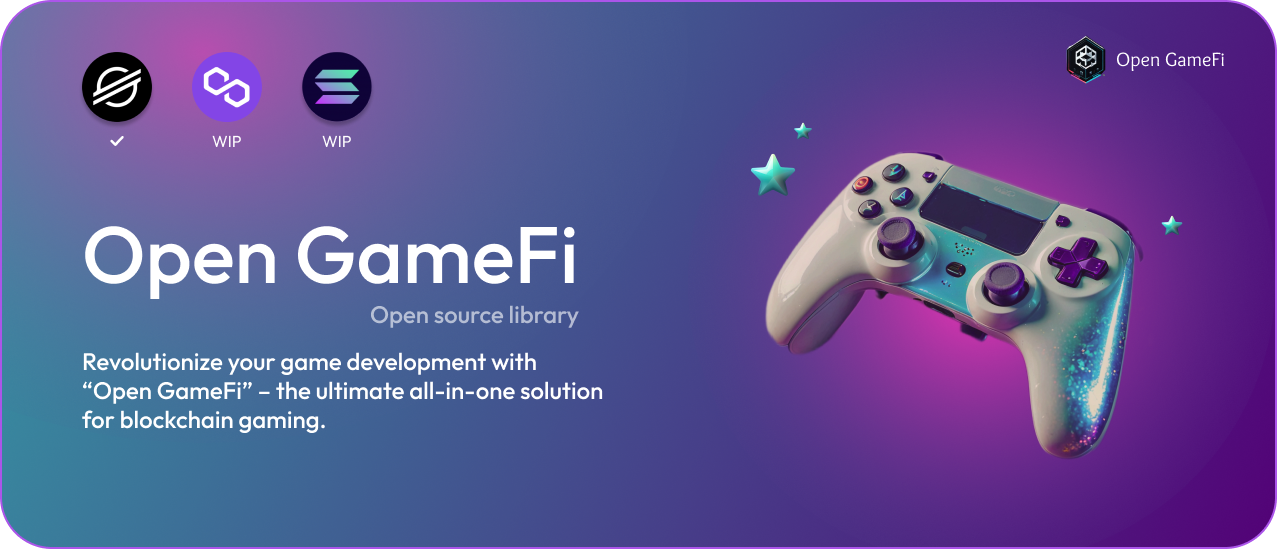 Open GameFi
WIP
WIP
Open GameFi
Open source library
Revolutionize your game development with
“Open GameFi” – the ultimate all-in-one solution
for blockchain gaming.